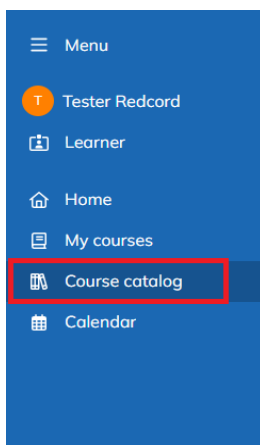 Menu
T
Tester Redcord
Learner
Home
My courses
Course catalog
Calendar